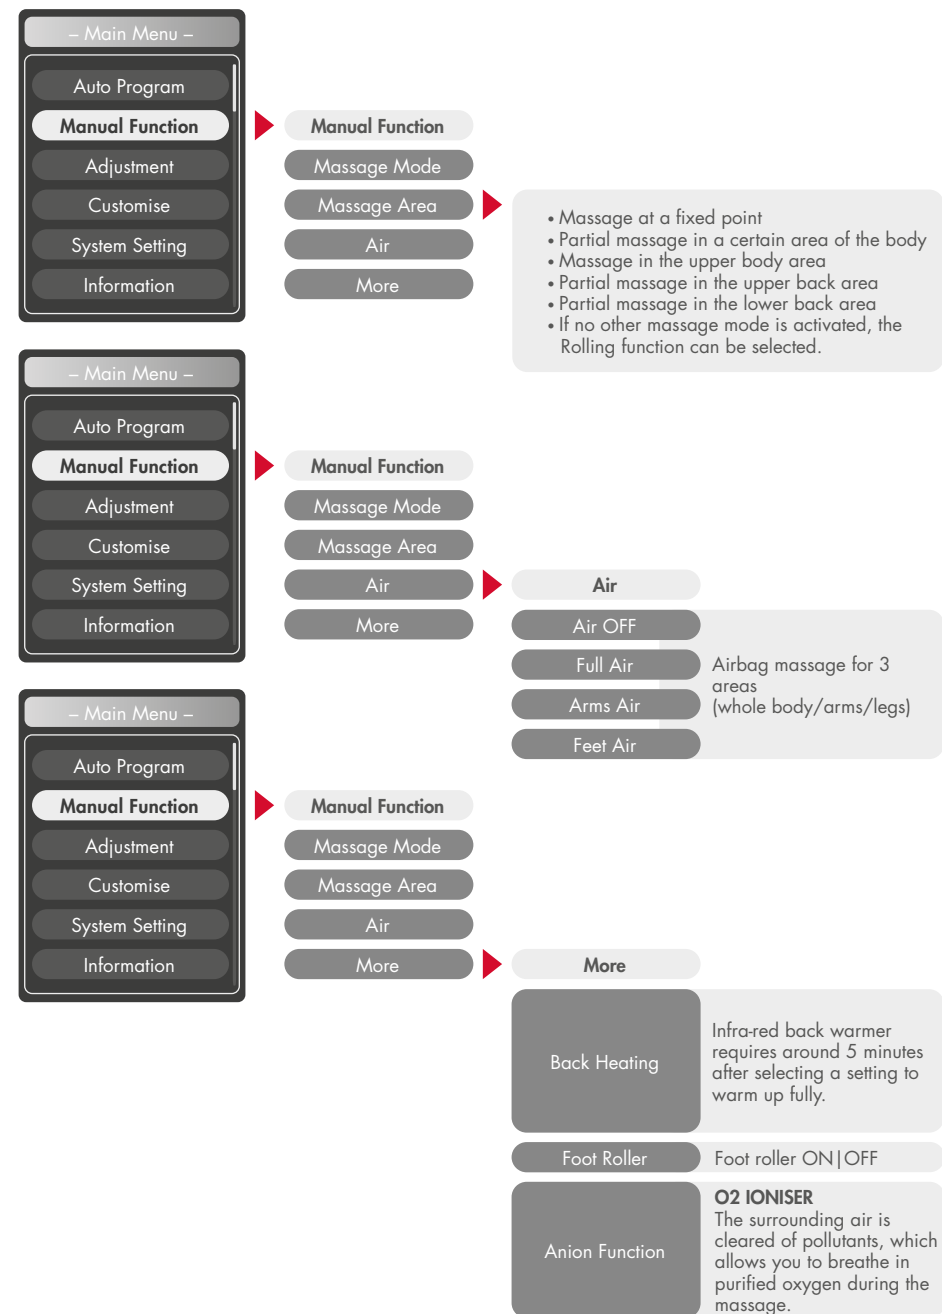 – Main Menu –
Auto Program
Manual Function
Adjustment
Customise
System Setting
Information
Manual Function
Massage Mode
Massage Area
Air
More
• Massage at a fixed point
• Partial massage in a certain area of the body
• Massage in the upper body area
• Partial massage in the upper back area
• Partial massage in the lower back area
• If no other massage mode is activated, the
Rolling function can be selected.
– Main Menu –
Auto Program
Manual Function
Adjustment
Customise
System Setting
Information
Manual Function
Massage Mode
Massage Area
Air
More
Air
Air OFF
Full Air
Arms Air
Feet Air
Airbag massage for 3
areas
(whole body/arms/legs)
– Main Menu –
Auto Program
Manual Function
Adjustment
Customise
System Setting
Information
Manual Function
Massage Mode
Massage Area
Air
More
More
Back Heating
Infra-red back warmer
requires around 5 minutes
after selecting a setting to
warm up fully.
Foot Roller
Foot roller ON|OFF
Anion Function
O2 IONISER
The surrounding air is
cleared of pollutants, which
allows you to breathe in
purified oxygen during the
massage.